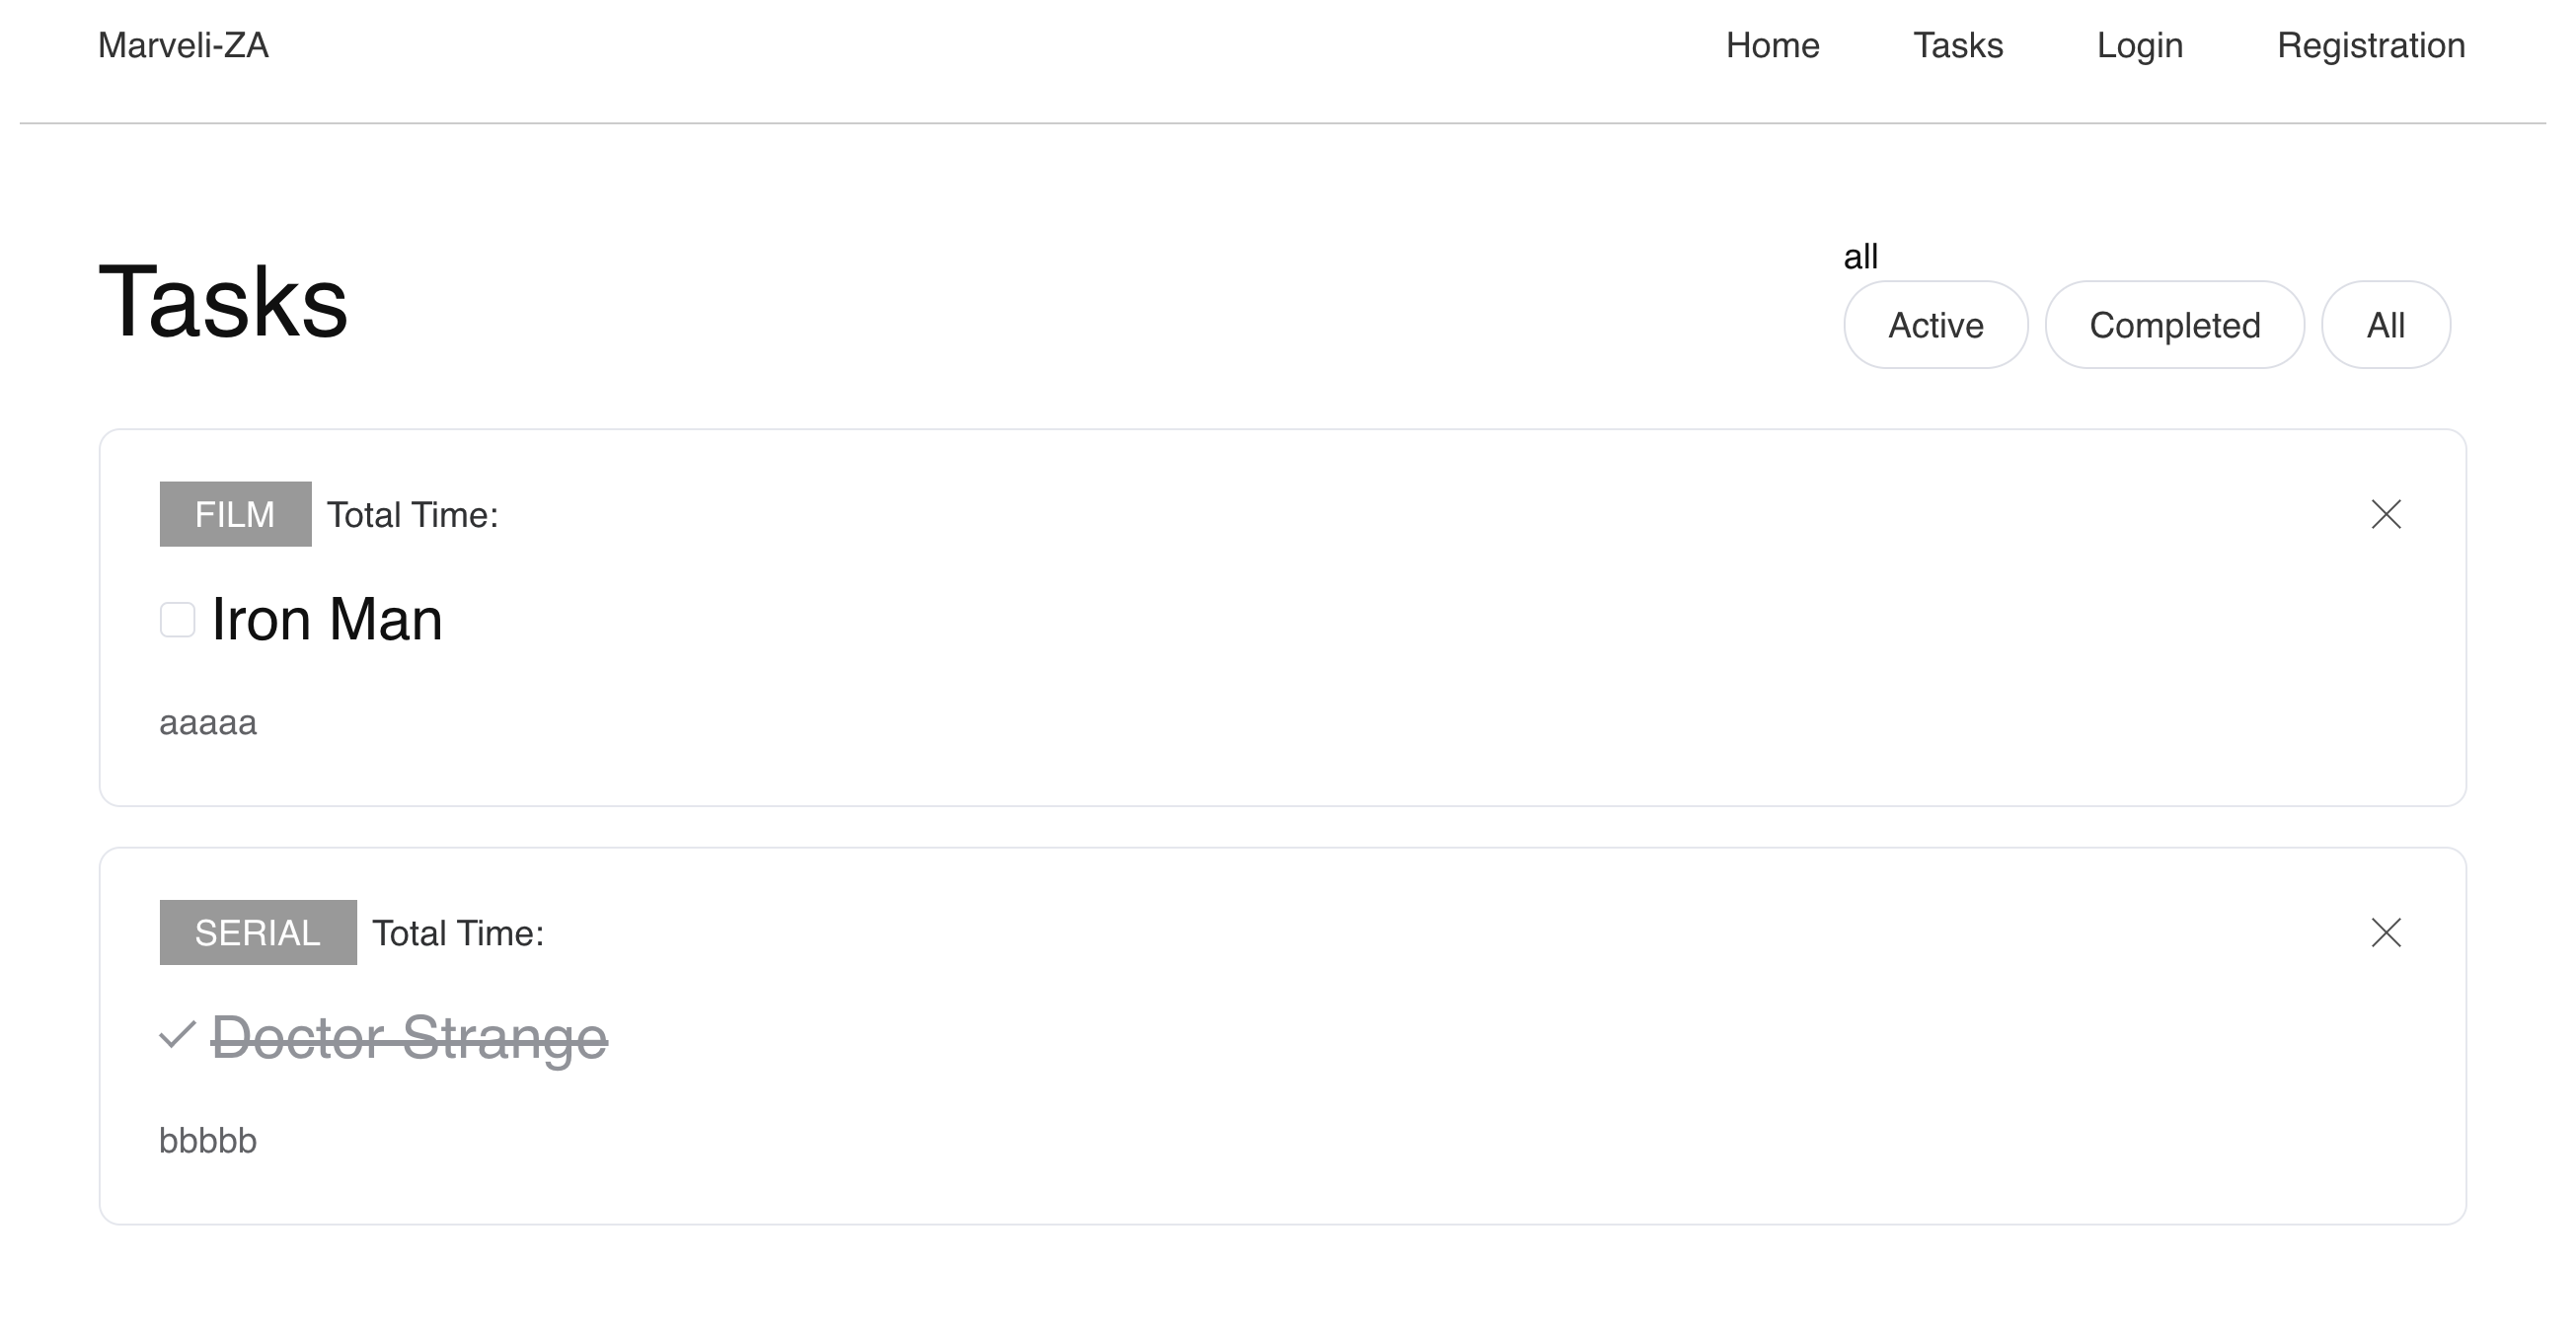 Marveli-ZA Home Tasks Login Registration
all
Tasks
Active Completed All
FILM Total Time:
Iron Man
aaaaa
SERIAL Total Time:
Doctor Strange
bbbbb